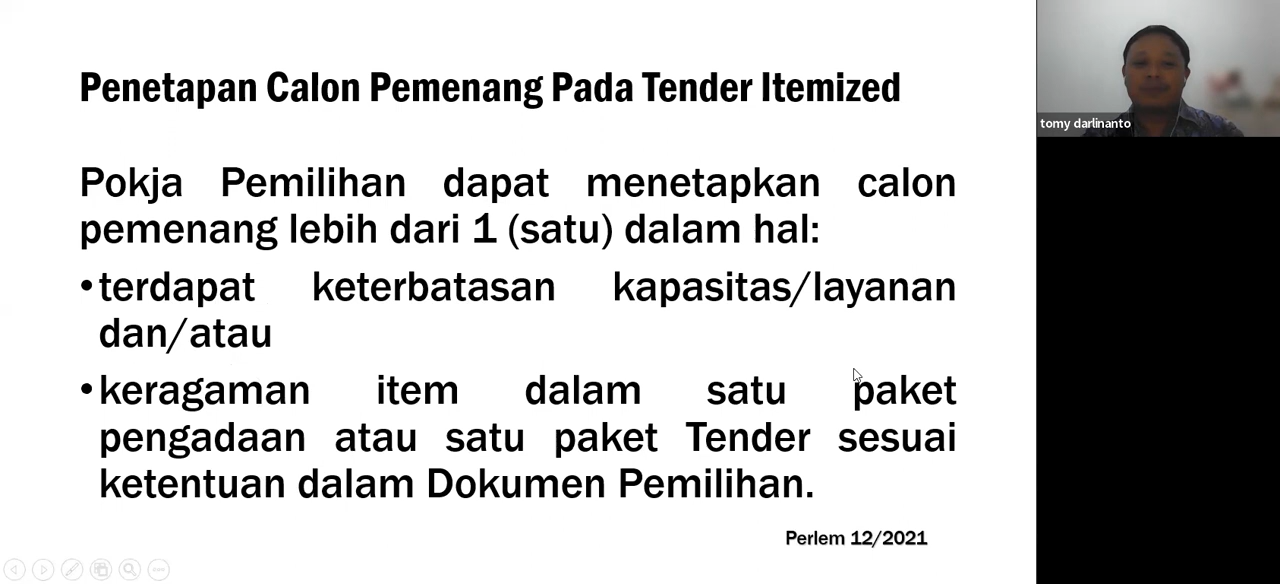 Penetapan Calon Pemenang Pada Tender Itemized
tomy darlinanto
Pokja Pemilihan dapat menetapkan calon
pemenang lebih dari 1 (satu) dalam hal:
•terdapat keterbatasan kapasitas/layanan
dan/atau
•keragaman item dalam satu paket
pengadaan atau satu paket Tender sesuai
ketentuan dalam Dokumen Pemilihan.
Perlem 12/2021